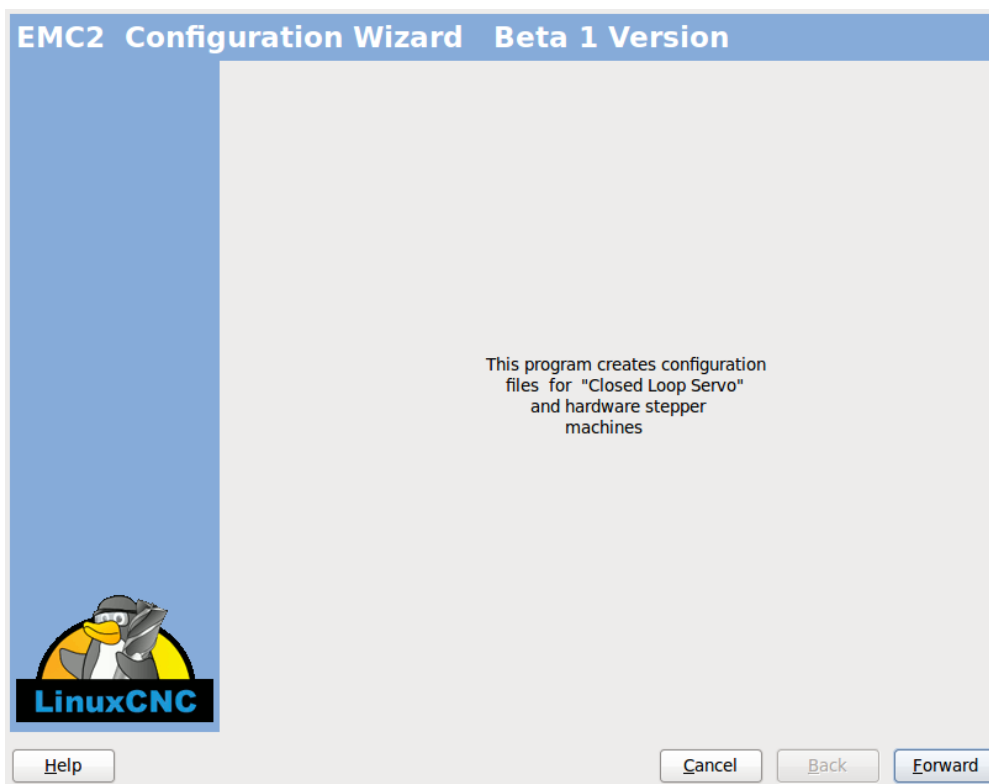 EMC2 Configuration Wizard Beta 1 Version
This program creates configuration
files for "Closed Loop Servo"
and hardware stepper
machines
LinuxCNC
Help
Cancel
Back
Forward